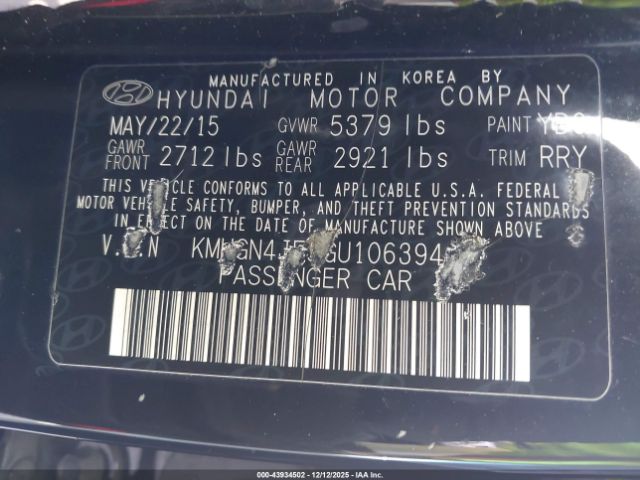 MANUFACTURED IN KOREA BY
HYUNDAI MOTOR COMPANY
MAY/22/15 GVWR 5379 lbs PAINT
GAWR FRONT 2712 lbs GAWR REAR 2921 lbs TRIM RRY
THIS VEHICLE CONFORMS TO ALL APPLICABLE U.S.A. FEDERAL
MOTOR VEHICLE SAFETY, BUMPER, AND THEFT PREVENTION STANDARDS
IN EFFECT ON THE DATE OF MANUFACTURE SHOWN ABOVE
PASSENGER CAR
000-43934502 - 12/12/2025 - IAAI.com